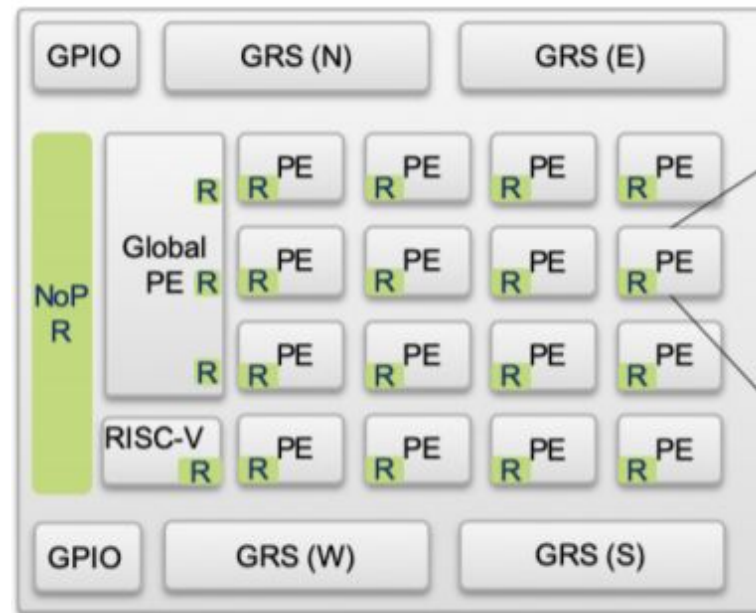 GPIO GRS (N) GRS (E)
R R PE R PE R PE R PE
Global
PE R R PE R PE R PE R PE
NoP
R
R R PE R PE R PE R PE
RISC-V
R R PE R PE R PE R PE
GPIO GRS (W) GRS (S)